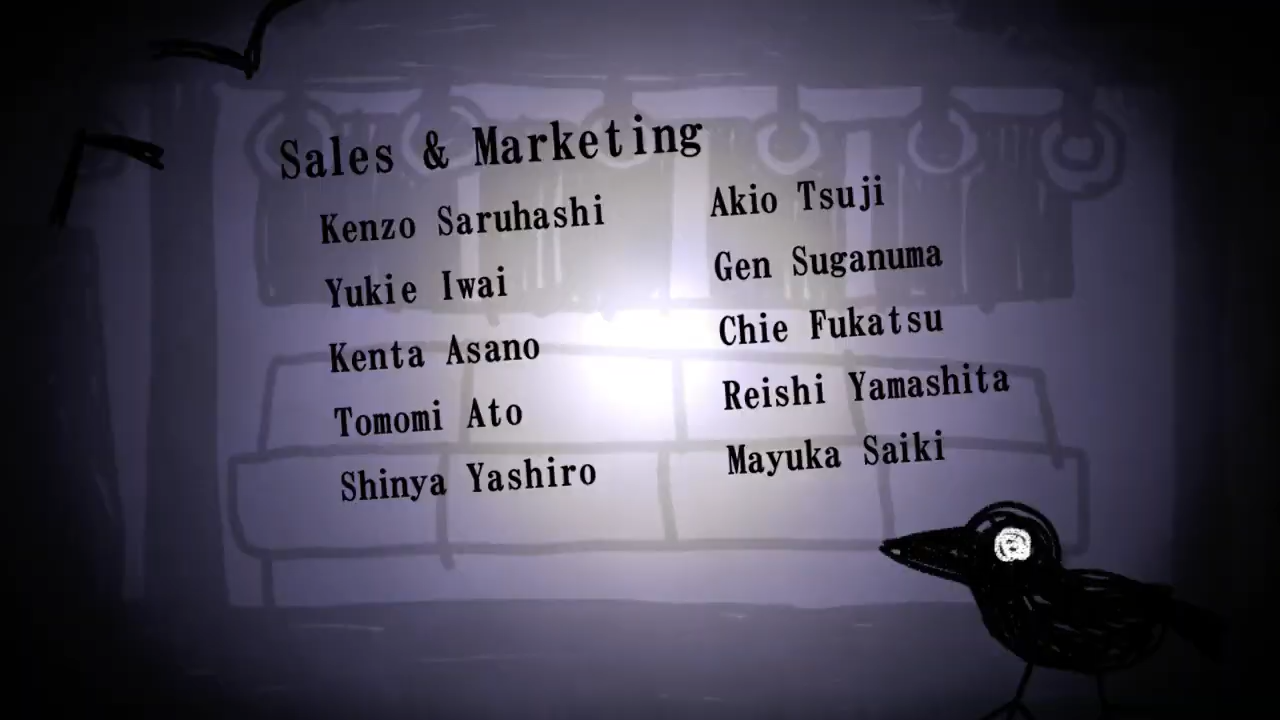 Sales & Marketing
Kenzo Saruhashi
Yukie Iwai
Kenta Asano
Tomomi Ato
Shinya Yashiro
Akio Tsuji
Gen Suganuma
Chie Fukatsu
Reishi Yamashita
Mayuka Saiki